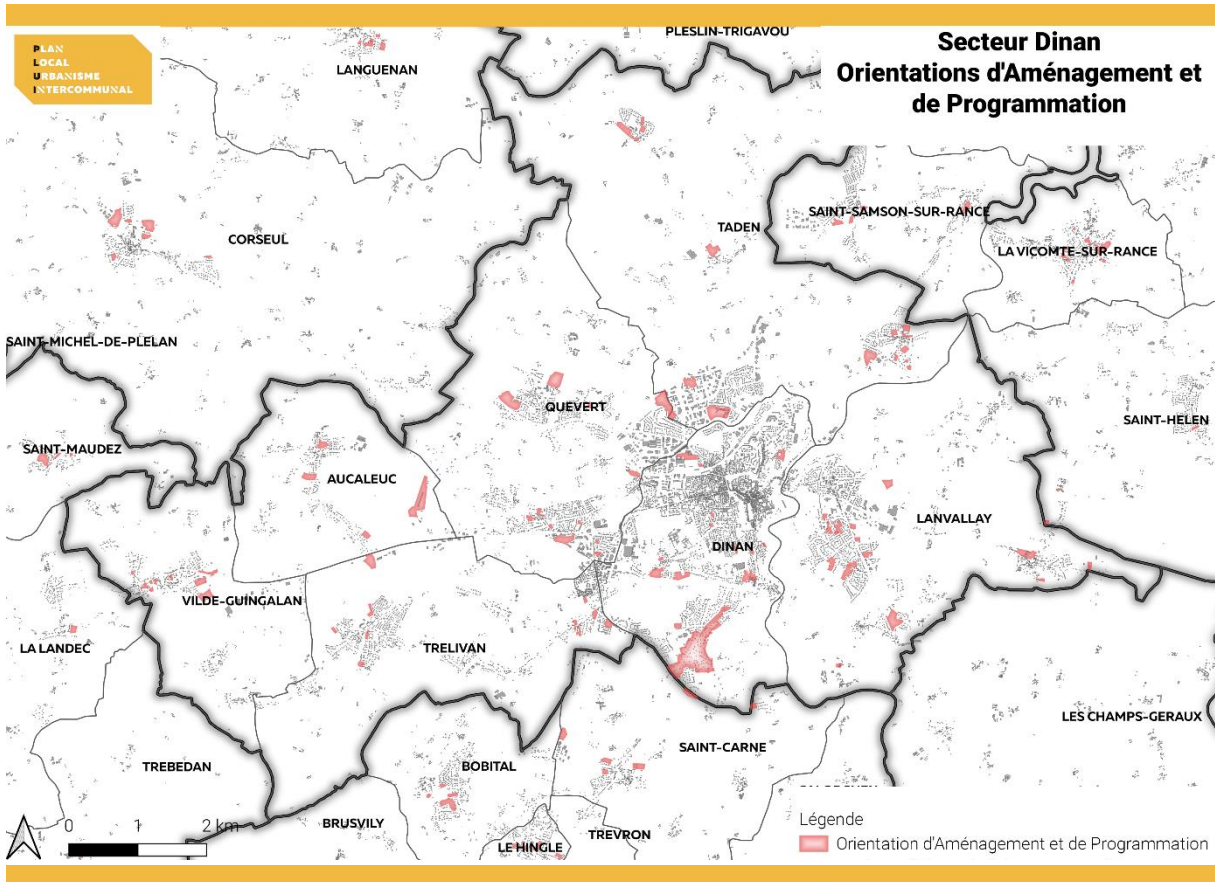 PLAN
LOCAL
URBANISME
INTERCOMMUNAL
Secteur Dinan
Orientations d'Aménagement et
de Programmation
PLESLIN-TRIGAVOU
LANGUENAN
SAINT-SAMSON-SUR-RANCE
TADEN
CORSEUL
LA VICOMTE-SUR-RANCE
SAINT-MICHEL-DE-PLELAN
QUEVERT
SAINT-HELEN
SAINT-MAUDEZ
AUCALEUC
LANVALLAY
DINAN
VILDE-GUINGALAN
LA LANDEC
TRELIVAN
LES CHAMPS-GERAUX
SAINT-CARNE
TREBEDAN
BOBITAL
BRUSVILY
TREVRON
LE HINGLE
0 1 2 km
Légende
Orientation d'Aménagement et de Programmation